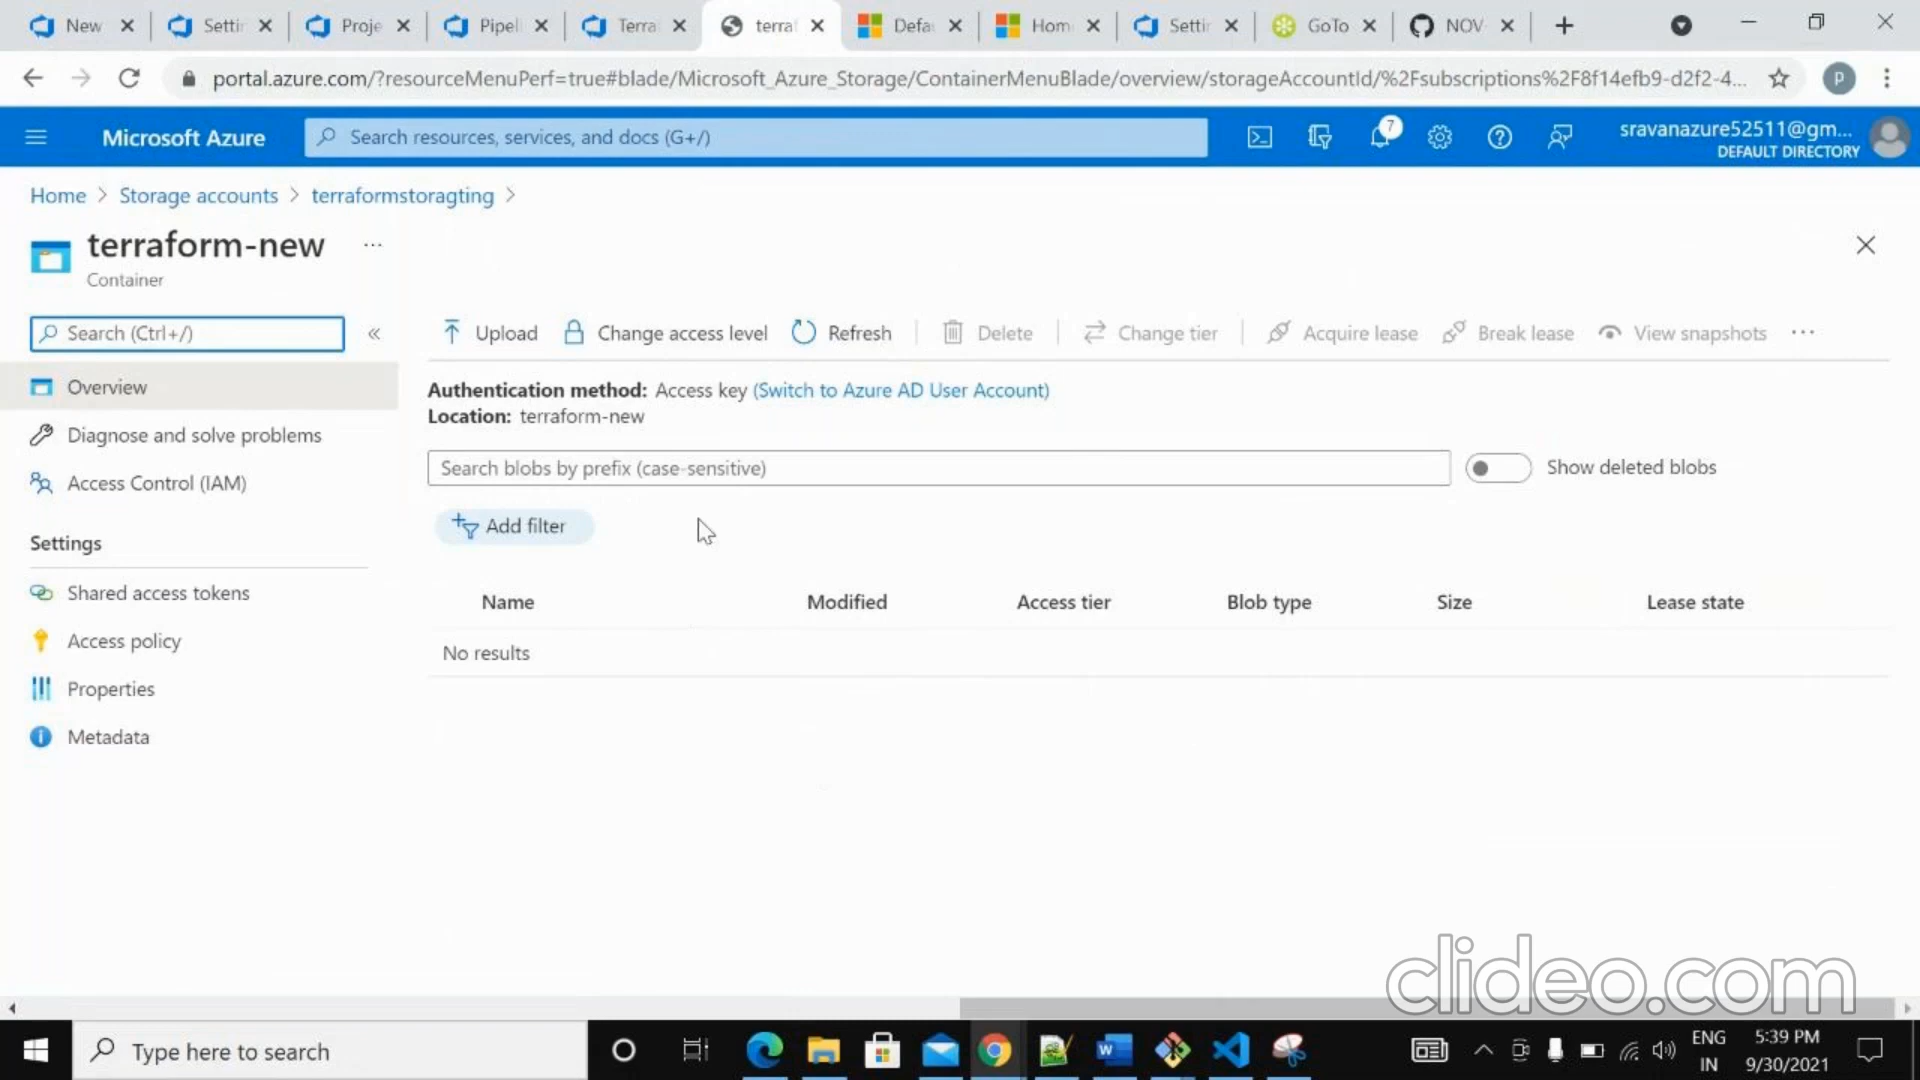 New
Settin
Proje
Pipeli
Terra
terraf
Defau
Hom
Settin
GoTo
NOV
portal.azure.com/?resourceMenuPerf=true#blade/Microsoft_Azure_Storage/ContainerMenuBlade/overview/storageAccountId/%2Fsubscriptions%2F8f14efb9-d2f2-4...
P
Microsoft Azure
Search resources, services, and docs (G+/)
7
sravanazure52511@gm...
DEFAULT DIRECTORY
Home > Storage accounts > terraformstoragting >
terraform-new ...
Container
Search (Ctrl+/)
«
Overview
Diagnose and solve problems
Access Control (IAM)
Settings
Shared access tokens
Access policy
Properties
Metadata
Upload Change access level Refresh Delete Change tier Acquire lease Break lease View snapshots ...
Authentication method: Access key (Switch to Azure AD User Account)
Location: terraform-new
Search blobs by prefix (case-sensitive)
Show deleted blobs
Add filter
Name Modified Access tier Blob type Size Lease state
No results
clideo.com
Type here to search
ENG
IN
5:39 PM
9/30/2021